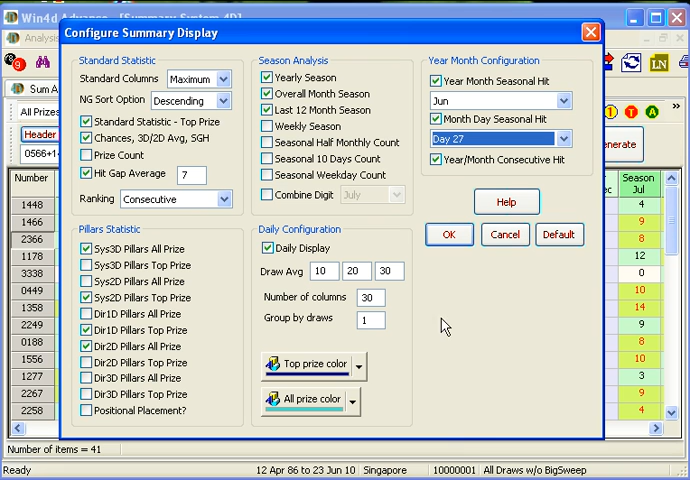 Win4d Advance - [Summary System 4D]
Configure Summary Display
Analysis
Sum A
All Prizes
Header
0566+1
Standard Statistic
Standard Columns Maximum
NG Sort Option Descending
Standard Statistic - Top Prize
Chances, 3D/2D Avg, SGH
Prize Count
Hit Gap Average 7
Ranking Consecutive
Pillars Statistic
Sys3D Pillars All Prize
Sys3D Pillars Top Prize
Sys2D Pillars All Prize
Sys2D Pillars Top Prize
Dir1D Pillars All Prize
Dir1D Pillars Top Prize
Dir2D Pillars All Prize
Dir2D Pillars Top Prize
Dir3D Pillars All Prize
Dir3D Pillars Top Prize
Positional Placement?
Season Analysis
Yearly Season
Overall Month Season
Last 12 Month Season
Weekly Season
Seasonal Half Monthly Count
Seasonal 10 Days Count
Seasonal Weekday Count
Combine Digit July
Daily Configuration
Daily Display
Draw Avg 10 20 30
Number of columns 30
Group by draws 1
Top prize color
All prize color
Year Month Configuration
Year Month Seasonal Hit
Jun
Month Day Seasonal Hit
Day 27
Year/Month Consecutive Hit
Help
OK Cancel Default
LN
1 T A
enerate
Number
1448
1466
2366
1178
3338
0449
1358
2249
0188
1556
1277
2267
2258
ec
Season
Jul
4
9
8
12
0
10
14
9
8
10
3
9
4
Number of items = 41
Ready 12 Apr 86 to 23 Jun 10 Singapore 10000001 All Draws w/o BigSweep